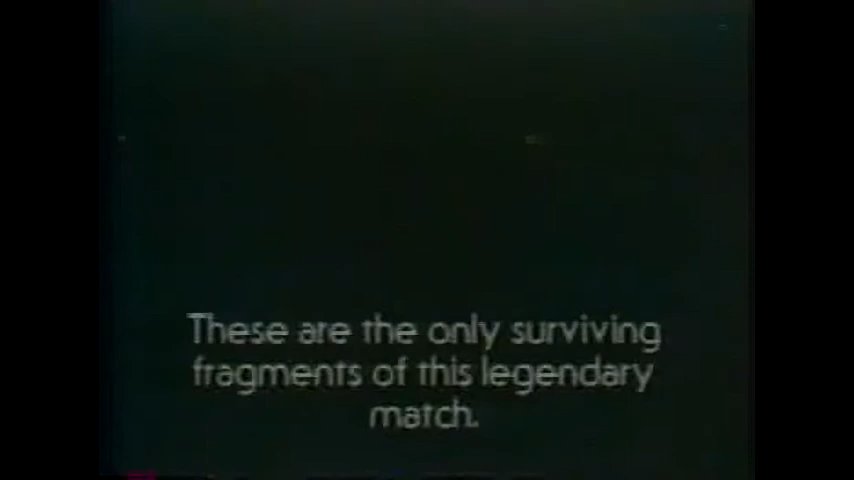 These are the only surviving
fragments of this legendary
match.